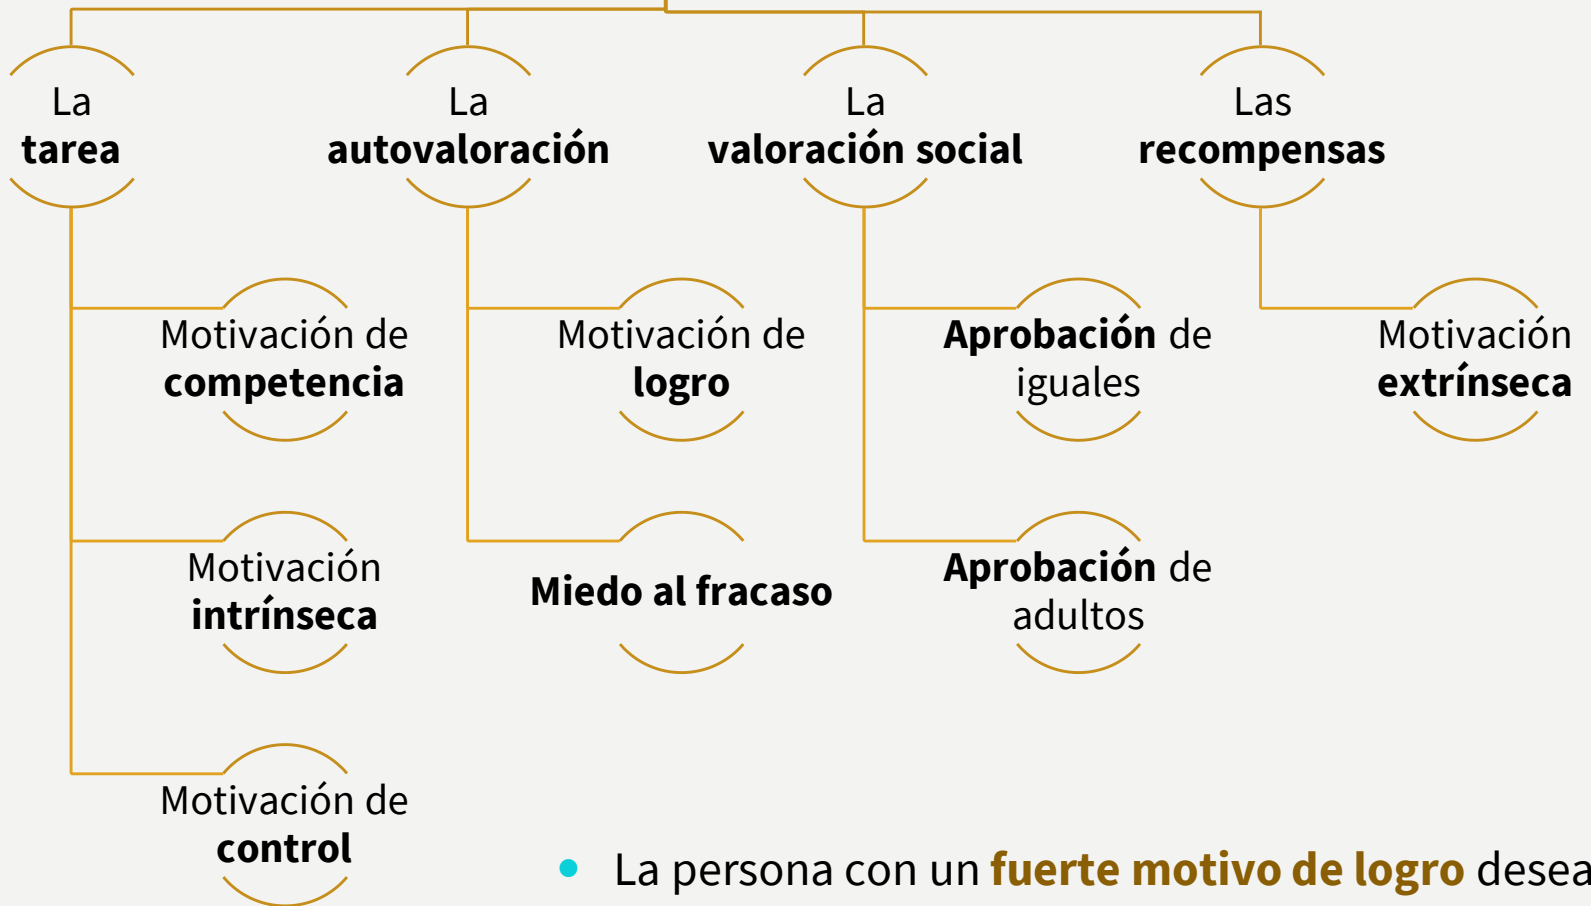 La
tarea
La
autovaloración
La
valoración social
Las
recompensas
Motivación de
competencia
Motivación de
logro
Aprobación de
iguales
Motivación
extrínseca
Motivación
intrínseca
Miedo al fracaso
Aprobación de
adultos
Motivación de
control
• La persona con un fuerte motivo de logro desea